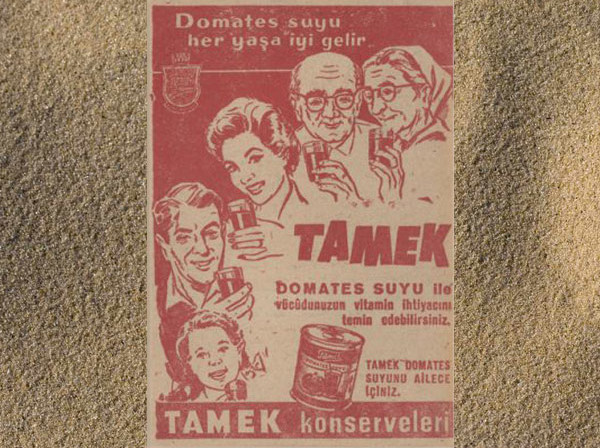 Domates suyu
her yaşa iyi gelir
TAMEK
DOMATES SUYU ile
vücûdunuzun vitamin ihtiyacını
temin edebilirsiniz.
TAMEK DOMATES
SUYUNU AİLECE
İÇİNİZ.
TAMEK konserveleri